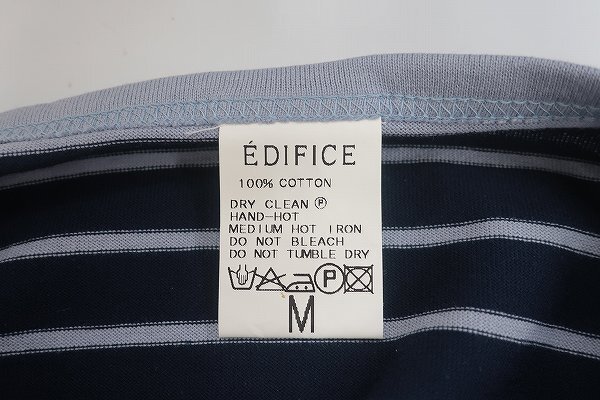 ÉDIFICE
100% COTTON
DRY CLEAN Ⓟ
HAND-HOT
MEDIUM HOT IRON
DO NOT BLEACH
DO NOT TUMBLE DRY
P
M